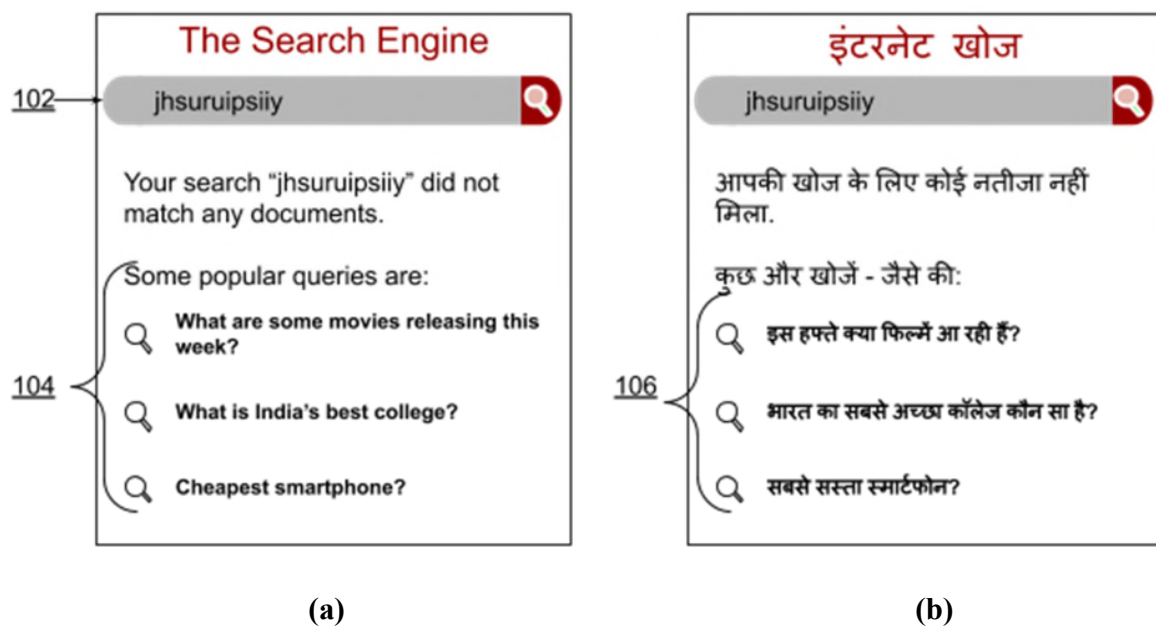 The Search Engine
102
jhsuruipsiiy
Your search “jhsuruipsiiy” did not
match any documents.
Some popular queries are:
What are some movies releasing this
week?
104
What is India’s best college?
Cheapest smartphone?
(a)
इंटरनेट खोज
jhsuruipsiiy
आपकी खोज के लिए कोई नतीजा नहीं
मिला.
कुछ और खोजें - जैसे की:
इस हफ्ते क्या फिल्में आ रही हैं?
106
भारत का सबसे अच्छा कॉलेज कौन सा है?
सबसे सस्ता स्मार्टफोन?
(b)